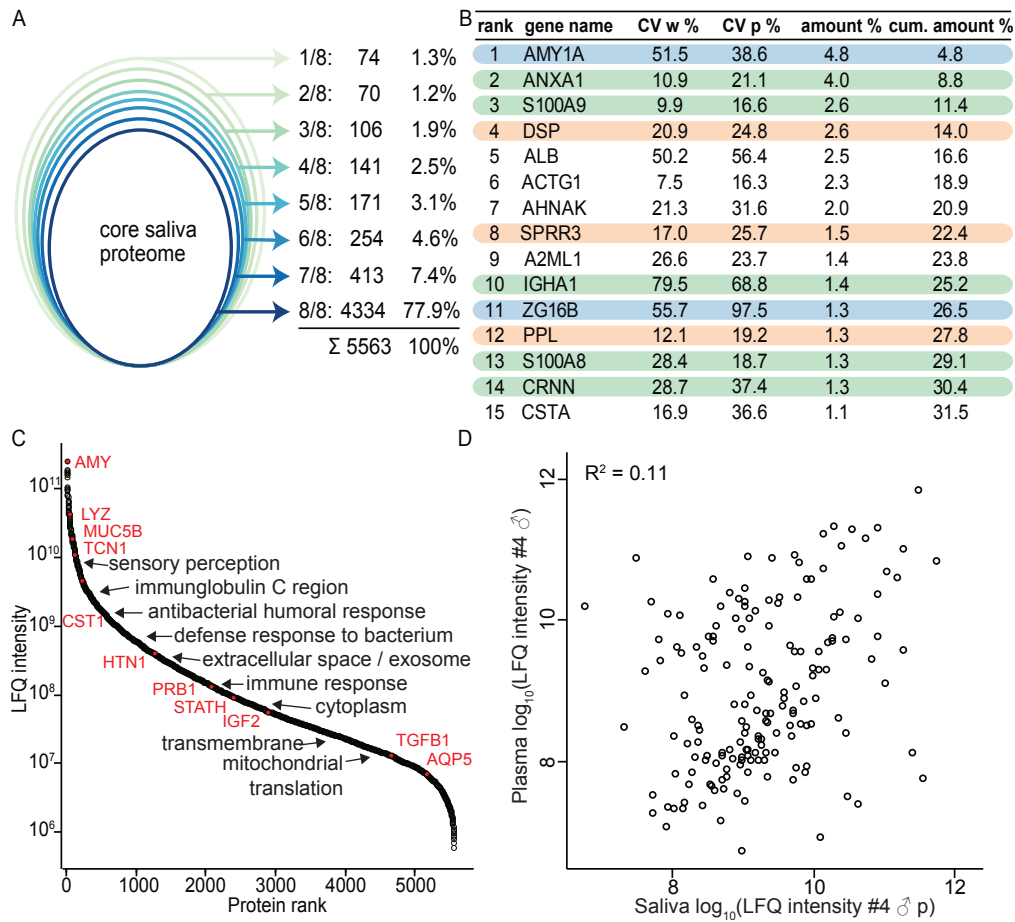 A
core saliva
proteome
1/8: 74 1.3%
2/8: 70 1.2%
3/8: 106 1.9%
4/8: 141 2.5%
5/8: 171 3.1%
6/8: 254 4.6%
7/8: 413 7.4%
8/8: 4334 77.9%
Σ 5563 100%
B
rank gene name CV w % CV p % amount % cum. amount %
1 AMY1A 51.5 38.6 4.8 4.8
2 ANXA1 10.9 21.1 4.0 8.8
3 S100A9 9.9 16.6 2.6 11.4
4 DSP 20.9 24.8 2.6 14.0
5 ALB 50.2 56.4 2.5 16.6
6 ACTG1 7.5 16.3 2.3 18.9
7 AHNAK 21.3 31.6 2.0 20.9
8 SPRR3 17.0 25.7 1.5 22.4
9 A2ML1 26.6 23.7 1.4 23.8
10 IGHA1 79.5 68.8 1.4 25.2
11 ZG16B 55.7 97.5 1.3 26.5
12 PPL 12.1 19.2 1.3 27.8
13 S100A8 28.4 18.7 1.3 29.1
14 CRNN 28.7 37.4 1.3 30.4
15 CSTA 16.9 36.6 1.1 31.5
C
LFQ intensity
10¹¹
10¹⁰
10⁹
10⁸
10⁷
10⁶
AMY
LYZ
MUC5B
TCN1
sensory perception
immunglobulin C region
CST1
antibacterial humoral response
defense response to bacterium
HTN1
extracellular space / exosome
PRB1
immune response
STATH
cytoplasm
IGF2
transmembrane
TGFB1
mitochondrial
AQP5
translation
0 1000 2000 3000 4000 5000
Protein rank
D
R² = 0.11
Plasma log₁₀(LFQ intensity #4 ♂)
12
10
8
8 10 12
Saliva log₁₀(LFQ intensity #4 ♂ p)